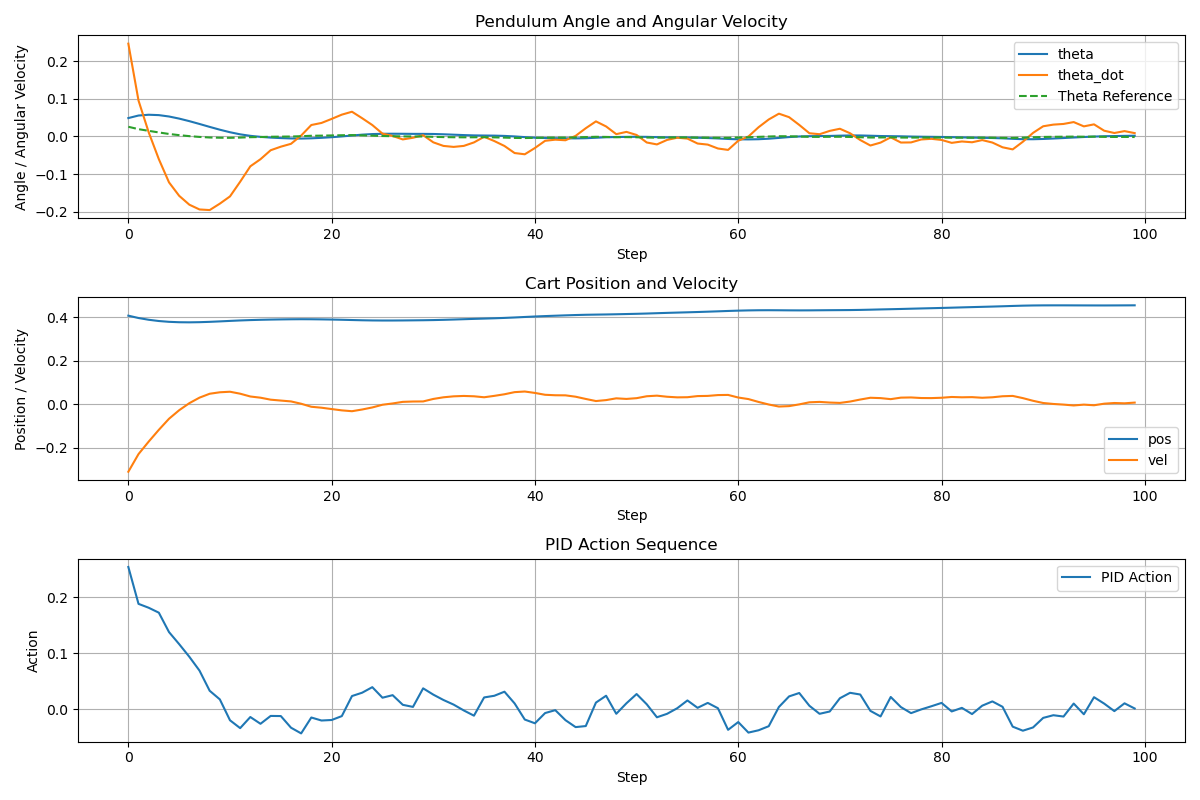 Pendulum Angle and Angular Velocity
Angle / Angular Velocity
0.2
0.1
0.0
−0.1
−0.2
theta
theta_dot
Theta Reference
0 20 40 60 80 100
Step
Cart Position and Velocity
Position / Velocity
0.4
0.2
0.0
−0.2
pos
vel
0 20 40 60 80 100
Step
PID Action Sequence
Action
0.2
0.1
0.0
PID Action
0 20 40 60 80 100
Step